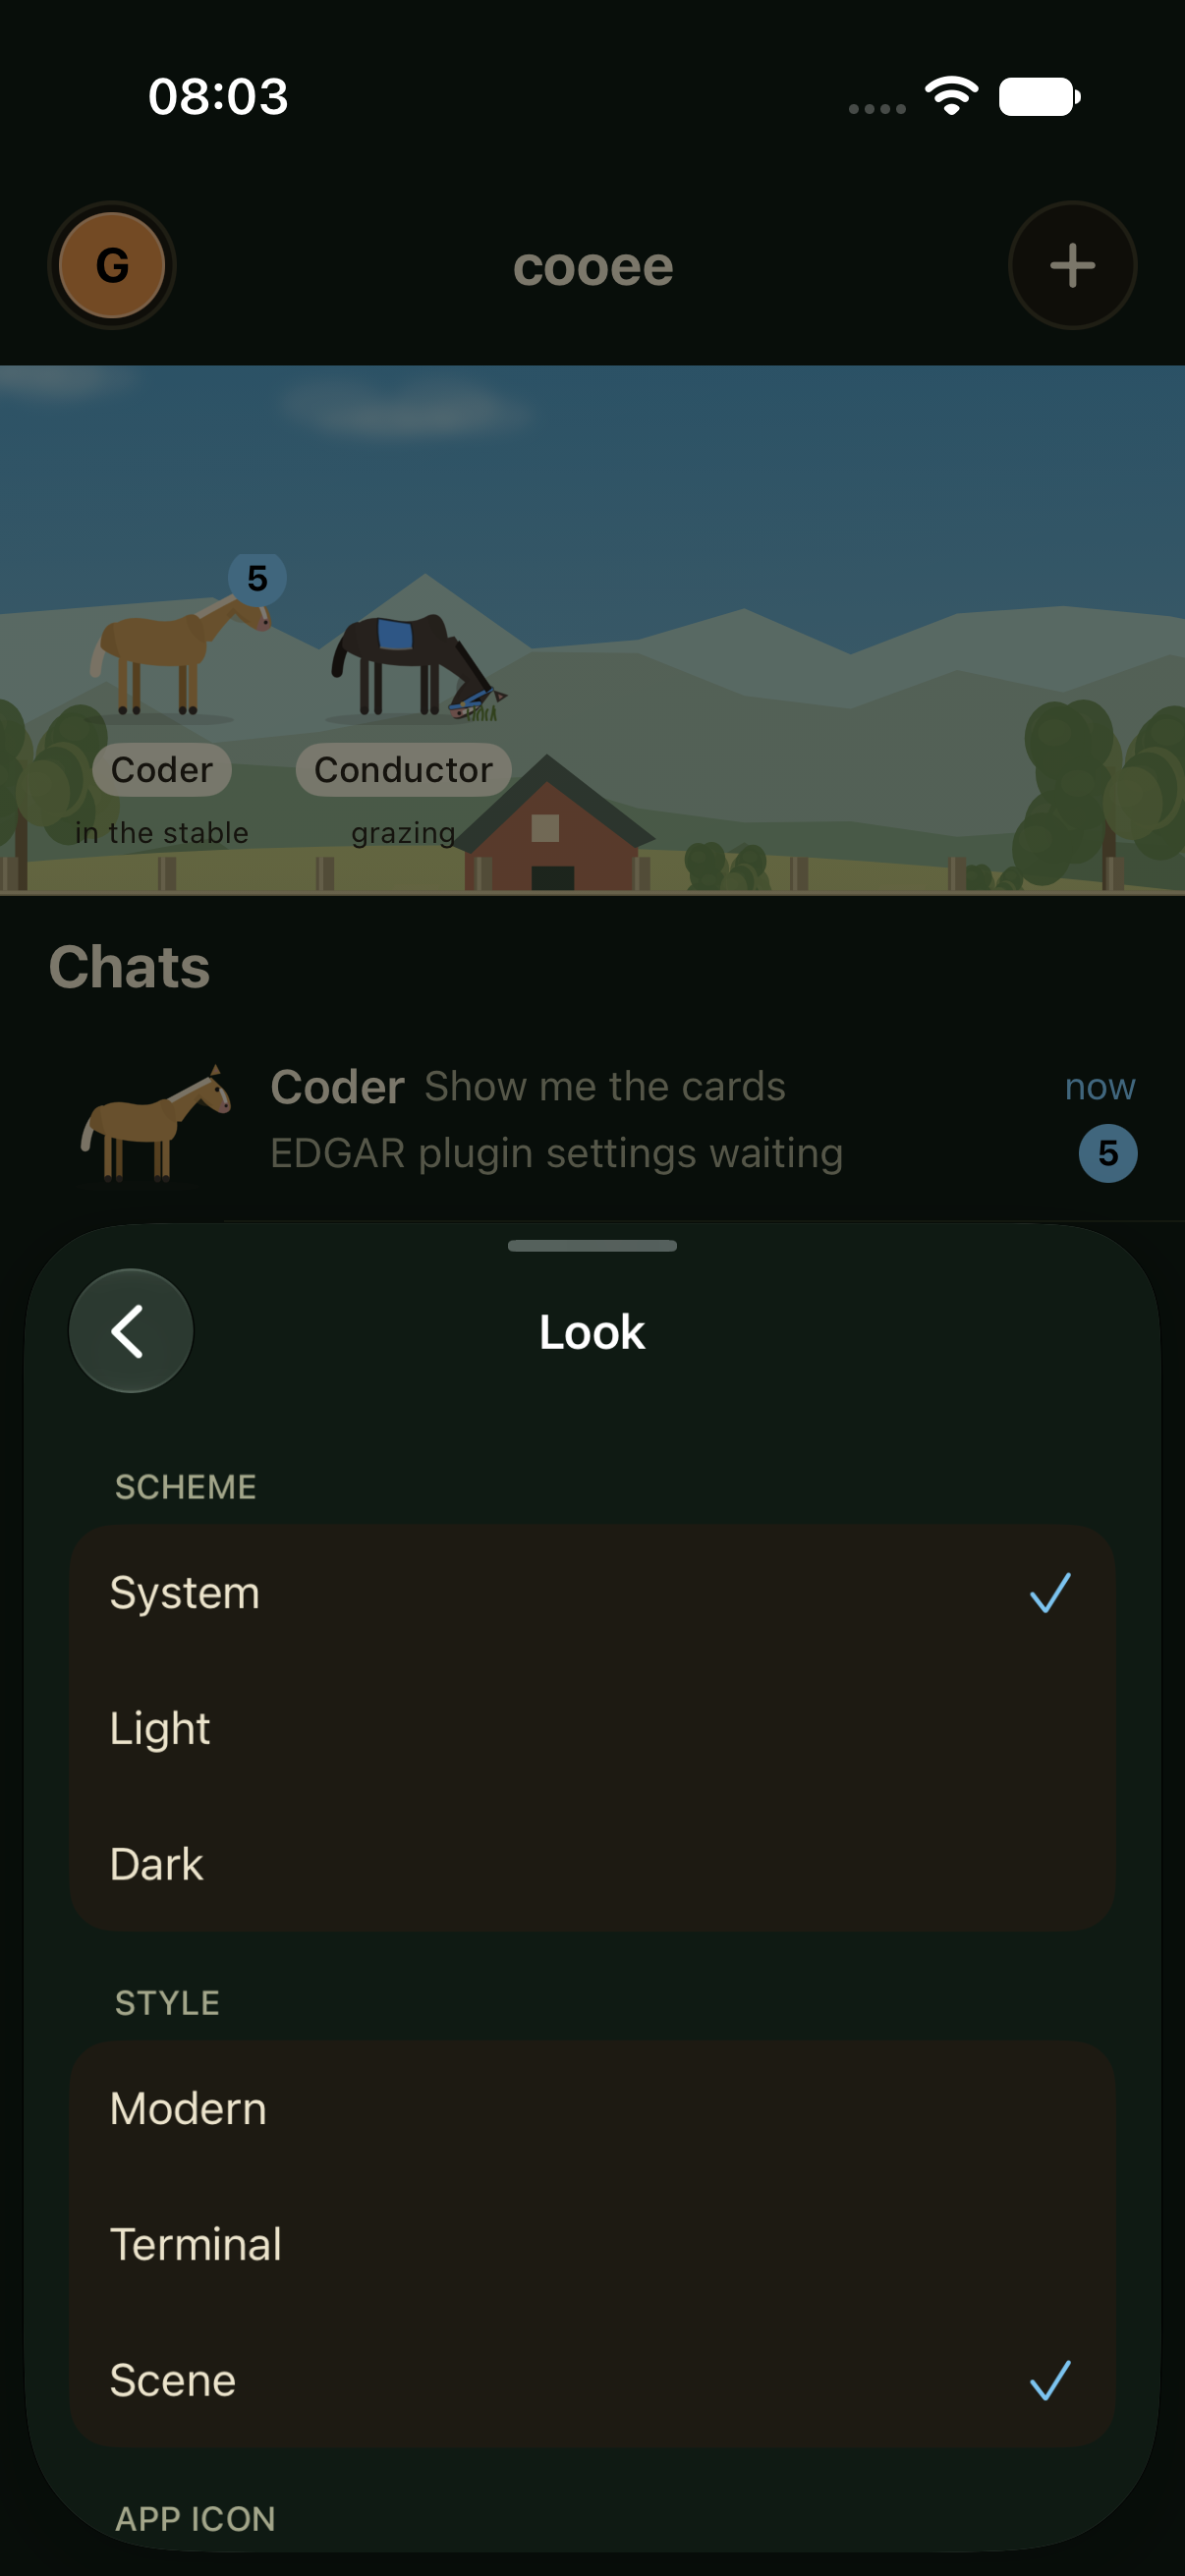 08:03
G
cooee
5
Coder
Conductor
in the stable
grazing
Chats
Coder Show me the cards
now
EDGAR plugin settings waiting
5
Look
SCHEME
System
Light
Dark
STYLE
Modern
Terminal
Scene
APP ICON